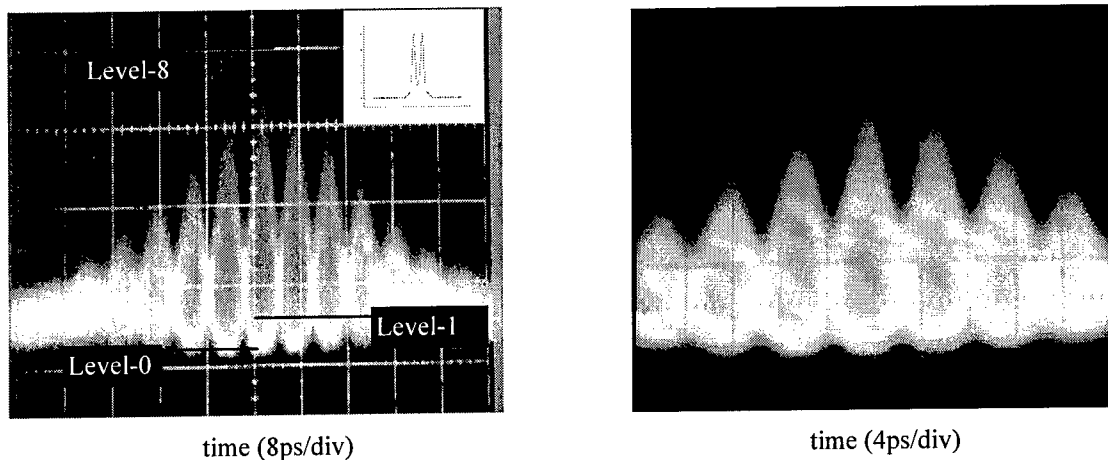 Level-8
Level-1
Level-0
time (8ps/div)
time (4ps/div)